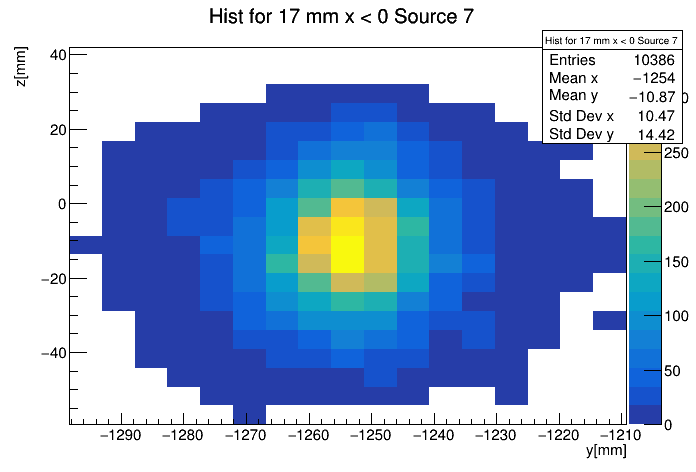 Hist for 17 mm x < 0 Source 7
Hist for 17 mm x < 0 Source 7
Entries 10386
Mean x −1254
Mean y −10.87
Std Dev x 10.47
Std Dev y 14.42
z[mm]
40
20
0
−20
−40
−1290 −1280 −1270 −1260 −1250 −1240 −1230 −1220 −1210
y[mm]
250
200
150
100
50
0